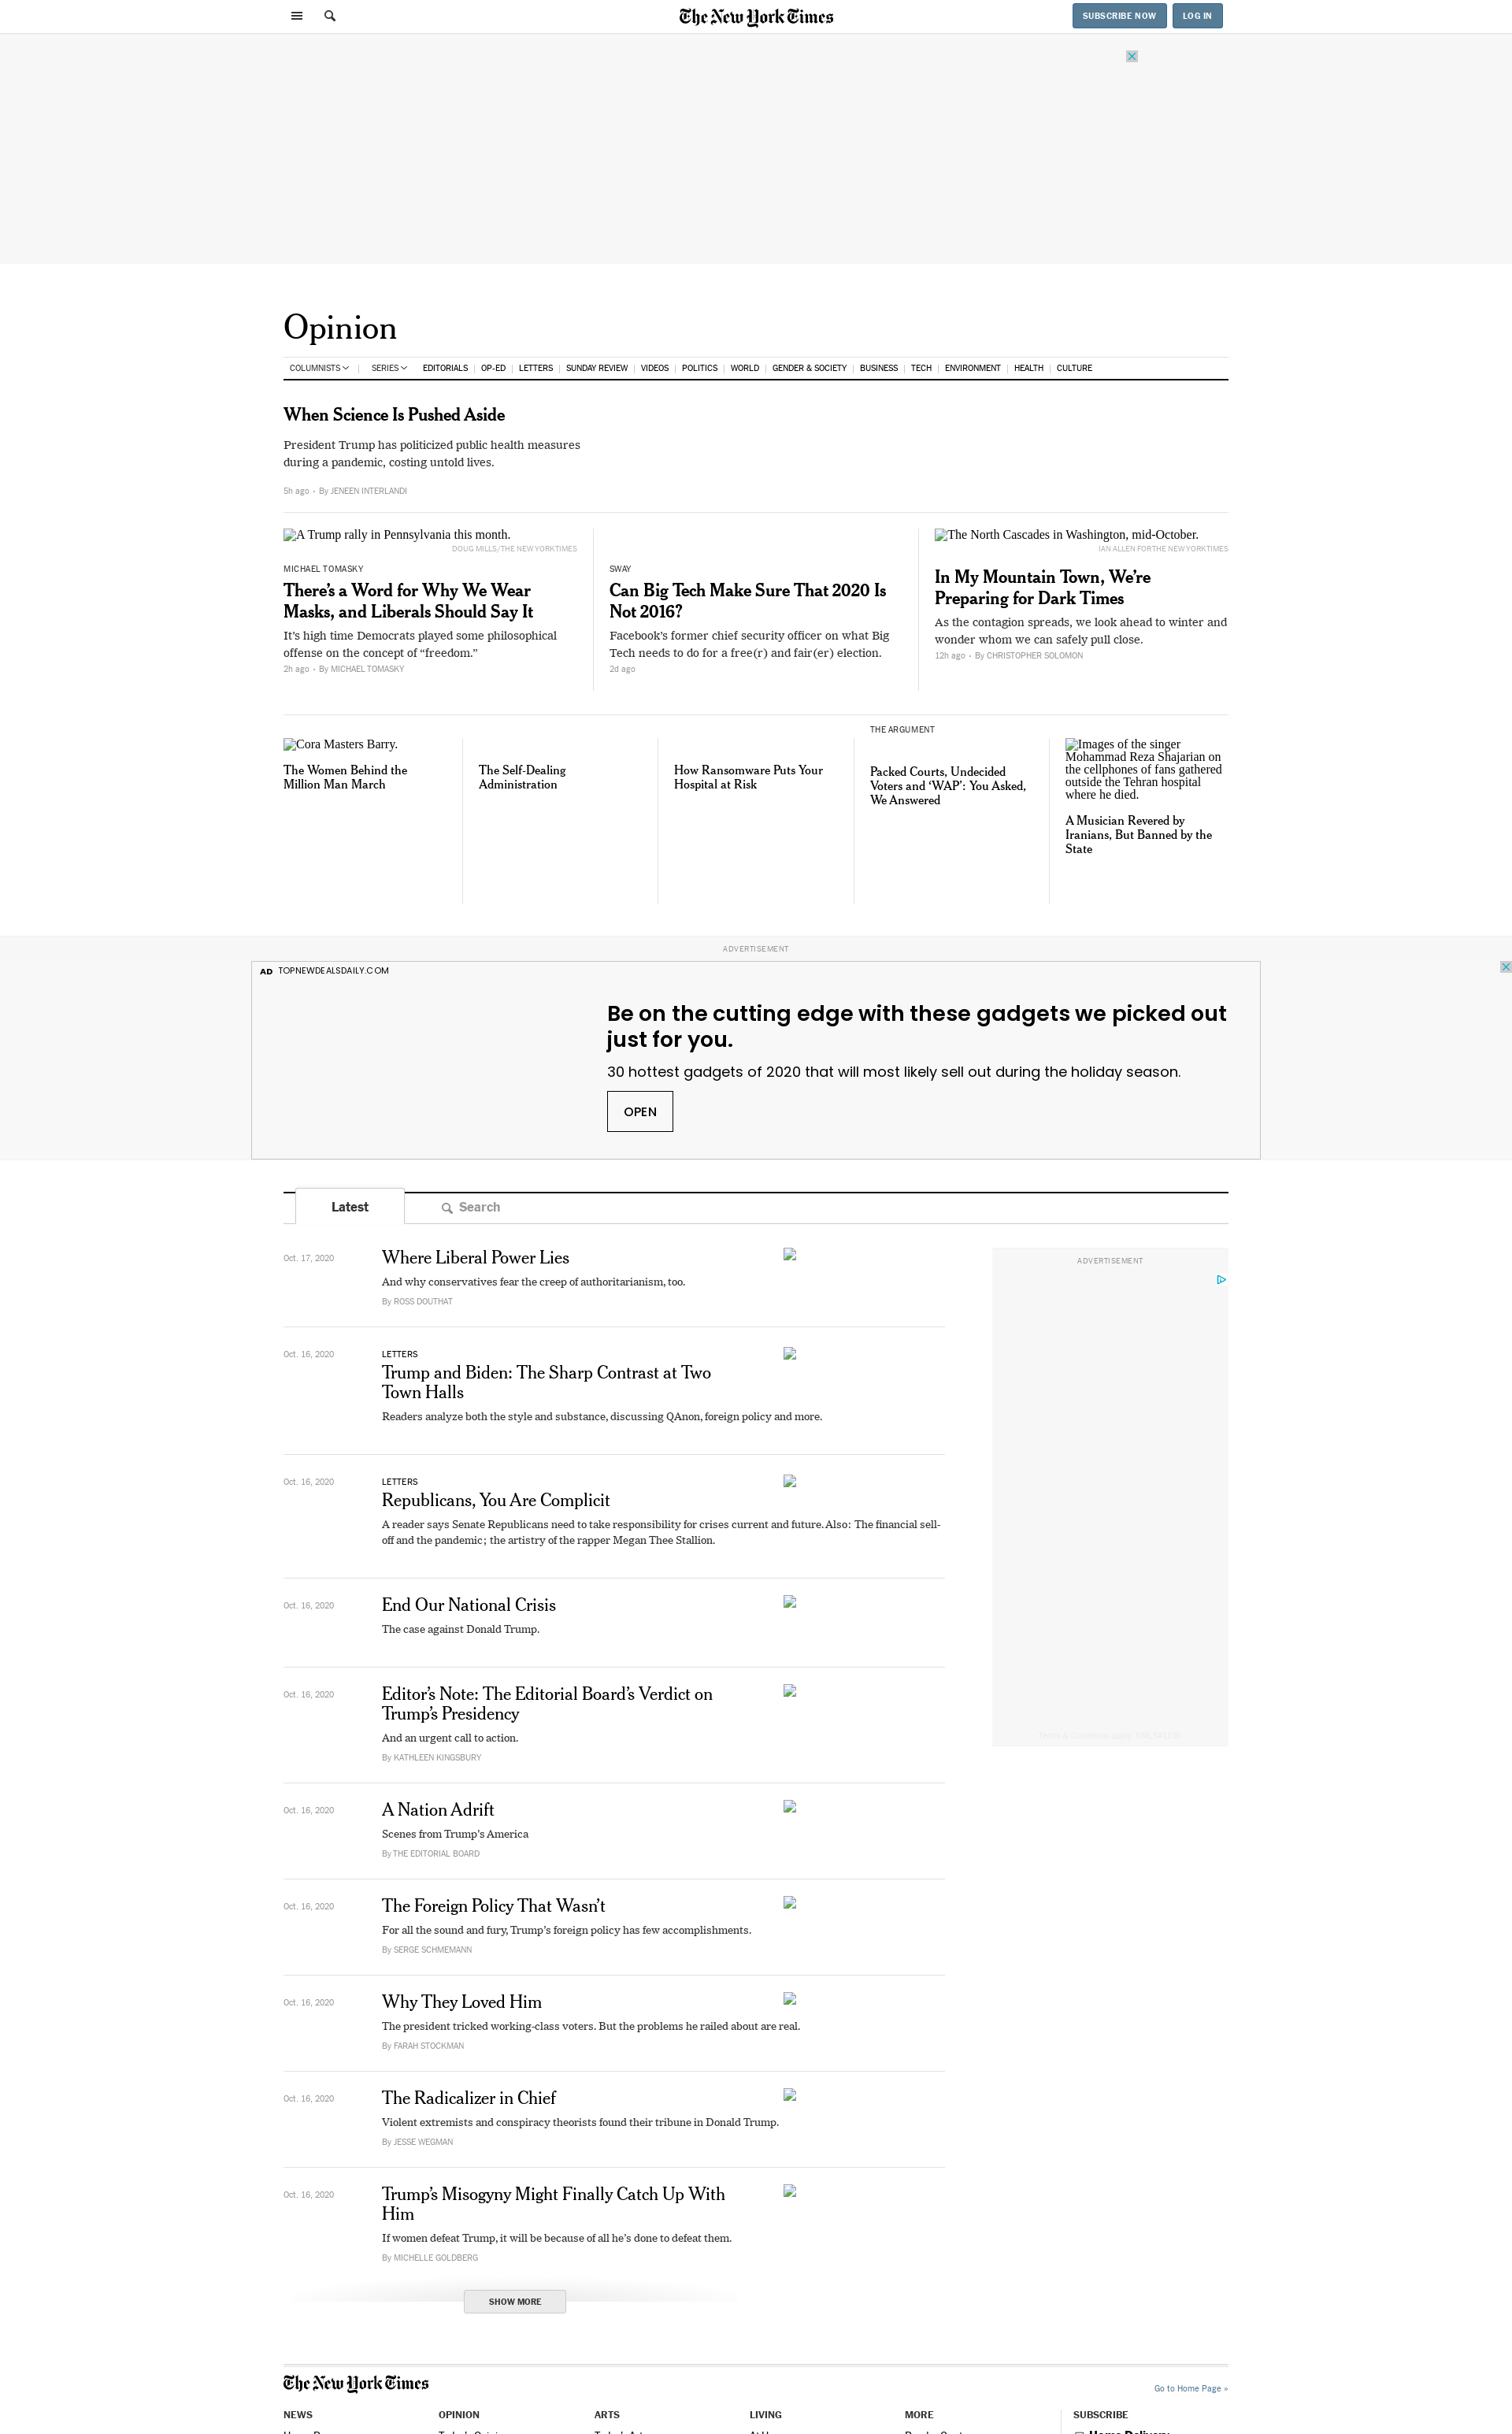 The New York Times
SUBSCRIBE NOW
LOG IN
Opinion
COLUMNISTS
SERIES
EDITORIALS
OP-ED
LETTERS
SUNDAY REVIEW
VIDEOS
POLITICS
WORLD
GENDER & SOCIETY
BUSINESS
TECH
ENVIRONMENT
HEALTH
CULTURE
When Science Is Pushed Aside
President Trump has politicized public health measures
during a pandemic, costing untold lives.
5h ago • By JENEEN INTERLANDI
A Trump rally in Pennsylvania this month.
DOUG MILLS/THE NEW YORK TIMES
MICHAEL TOMASKY
There’s a Word for Why We Wear
Masks, and Liberals Should Say It
It’s high time Democrats played some philosophical
offense on the concept of “freedom.”
2h ago • By MICHAEL TOMASKY
SWAY
Can Big Tech Make Sure That 2020 Is
Not 2016?
Facebook’s former chief security officer on what Big
Tech needs to do for a free(r) and fair(er) election.
2d ago
The North Cascades in Washington, mid-October.
IAN ALLEN FOR THE NEW YORK TIMES
In My Mountain Town, We’re
Preparing for Dark Times
As the contagion spreads, we look ahead to winter and
wonder whom we can safely pull close.
12h ago • By CHRISTOPHER SOLOMON
Cora Masters Barry.
The Women Behind the
Million Man March
The Self-Dealing
Administration
How Ransomware Puts Your
Hospital at Risk
THE ARGUMENT
Packed Courts, Undecided
Voters and ‘WAP’: You Asked,
We Answered
Images of the singer
Mohammad Reza Shajarian on
the cellphones of fans gathered
outside the Tehran hospital
where he died.
A Musician Revered by
Iranians, But Banned by the
State
ADVERTISEMENT
AD TOPNEWDEALSDAILY.COM
Be on the cutting edge with these gadgets we picked out
just for you.
30 hottest gadgets of 2020 that will most likely sell out during the holiday season.
OPEN
Latest
Search
Oct. 17, 2020
Where Liberal Power Lies
And why conservatives fear the creep of authoritarianism, too.
By ROSS DOUTHAT
ADVERTISEMENT
Oct. 16, 2020
LETTERS
Trump and Biden: The Sharp Contrast at Two
Town Halls
Readers analyze both the style and substance, discussing QAnon, foreign policy and more.
Oct. 16, 2020
LETTERS
Republicans, You Are Complicit
A reader says Senate Republicans need to take responsibility for crises current and future. Also: The financial sell-
off and the pandemic; the artistry of the rapper Megan Thee Stallion.
Oct. 16, 2020
End Our National Crisis
The case against Donald Trump.
Oct. 16, 2020
Editor’s Note: The Editorial Board’s Verdict on
Trump’s Presidency
And an urgent call to action.
By KATHLEEN KINGSBURY
Oct. 16, 2020
A Nation Adrift
Scenes from Trump’s America
By THE EDITORIAL BOARD
Oct. 16, 2020
The Foreign Policy That Wasn’t
For all the sound and fury, Trump’s foreign policy has few accomplishments.
By SERGE SCHMEMANN
Oct. 16, 2020
Why They Loved Him
The president tricked working-class voters. But the problems he railed about are real.
By FARAH STOCKMAN
Oct. 16, 2020
The Radicalizer in Chief
Violent extremists and conspiracy theorists found their tribune in Donald Trump.
By JESSE WEGMAN
Oct. 16, 2020
Trump’s Misogyny Might Finally Catch Up With
Him
If women defeat Trump, it will be because of all he’s done to defeat them.
By MICHELLE GOLDBERG
SHOW MORE
The New York Times
Go to Home Page »
NEWS
OPINION
ARTS
LIVING
MORE
SUBSCRIBE